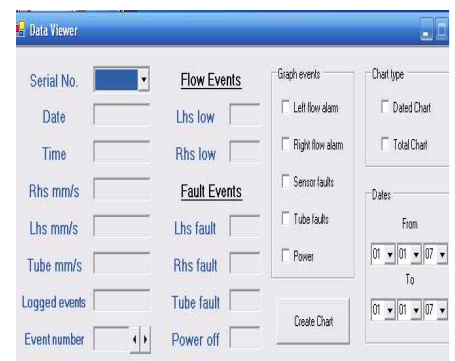 Data Viewer
Serial No.
Date
Time
Rhs mm/s
Lhs mm/s
Tube mm/s
Logged events
Event number
Flow Events
Lhs low
Rhs low
Fault Events
Lhs fault
Rhs fault
Tube fault
Power off
Graph events
Left flow alarm
Right flow alarm
Sensor faults
Tube faults
Power
Create Chart
Chart type
Dated Chart
Total Chart
Dates
From
01 01 07
To
01 01 07